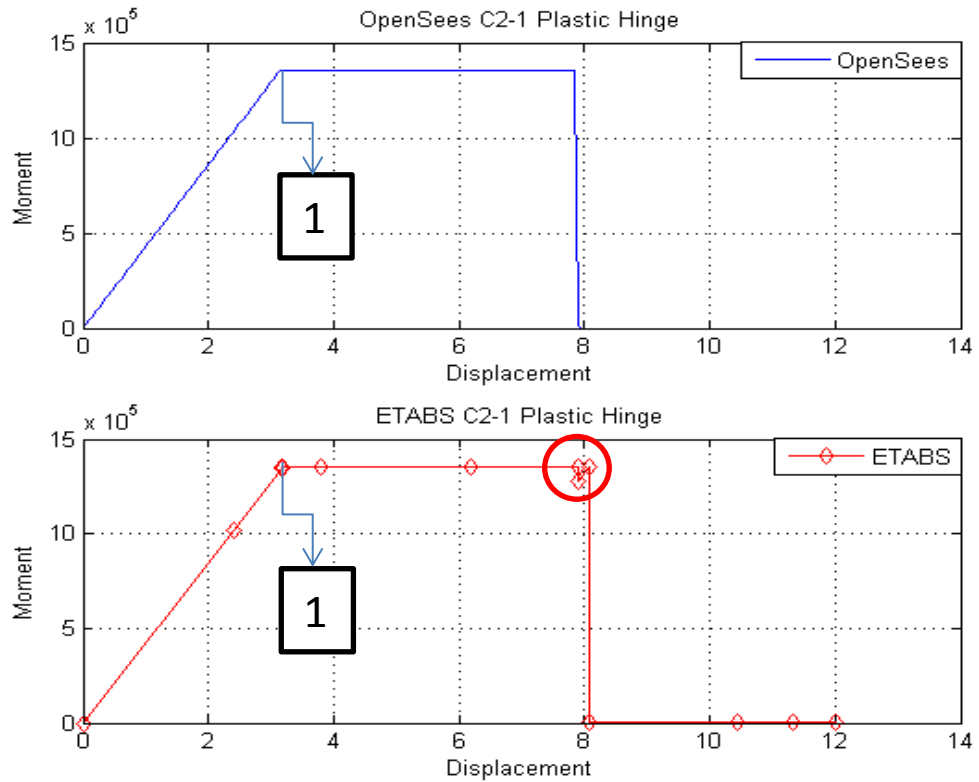 OpenSees C2-1 Plastic Hinge
x 10^5
15
OpenSees
10
Moment
1
5
0
0 2 4 6 8 10 12 14
Displacement
ETABS C2-1 Plastic Hinge
x 10^5
15
ETABS
10
Moment
1
5
0
0 2 4 6 8 10 12 14
Displacement